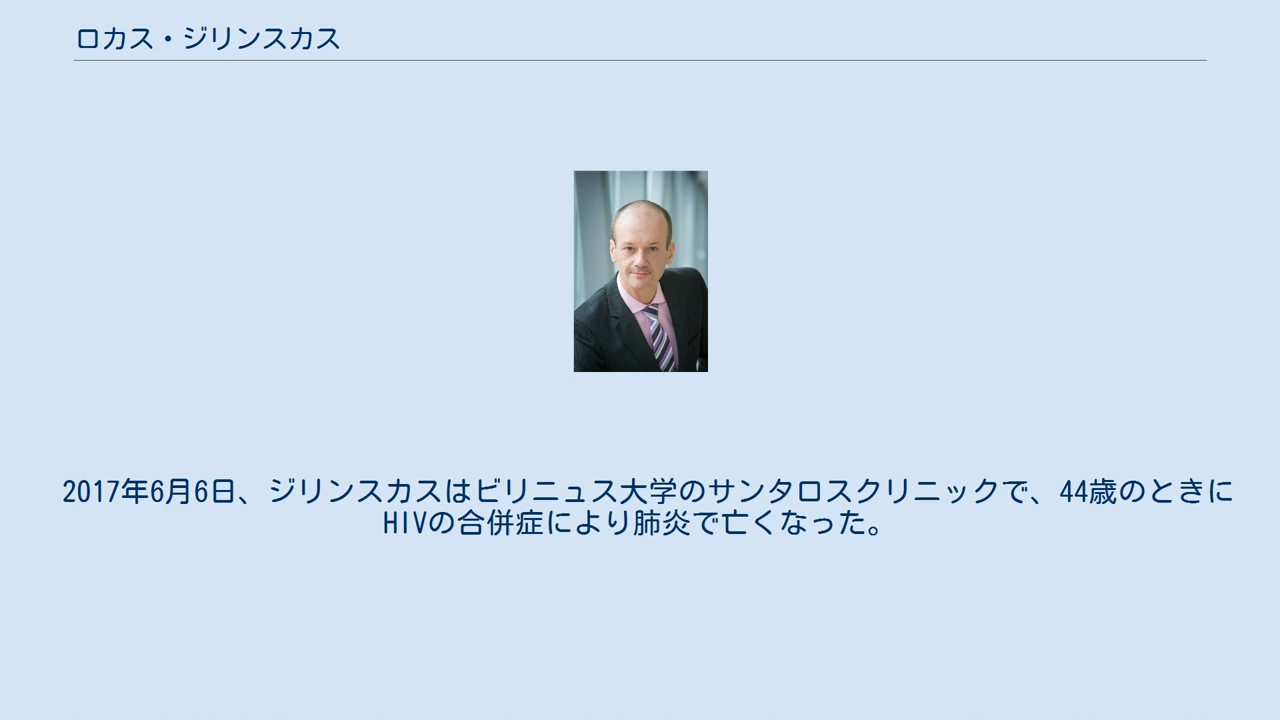 ロカス・ジリンスカス
2017年6月6日、ジリンスカスはビリニュス大学のサンタロスクリニックで、44歳のときに
HIVの合併症により肺炎で亡くなった。